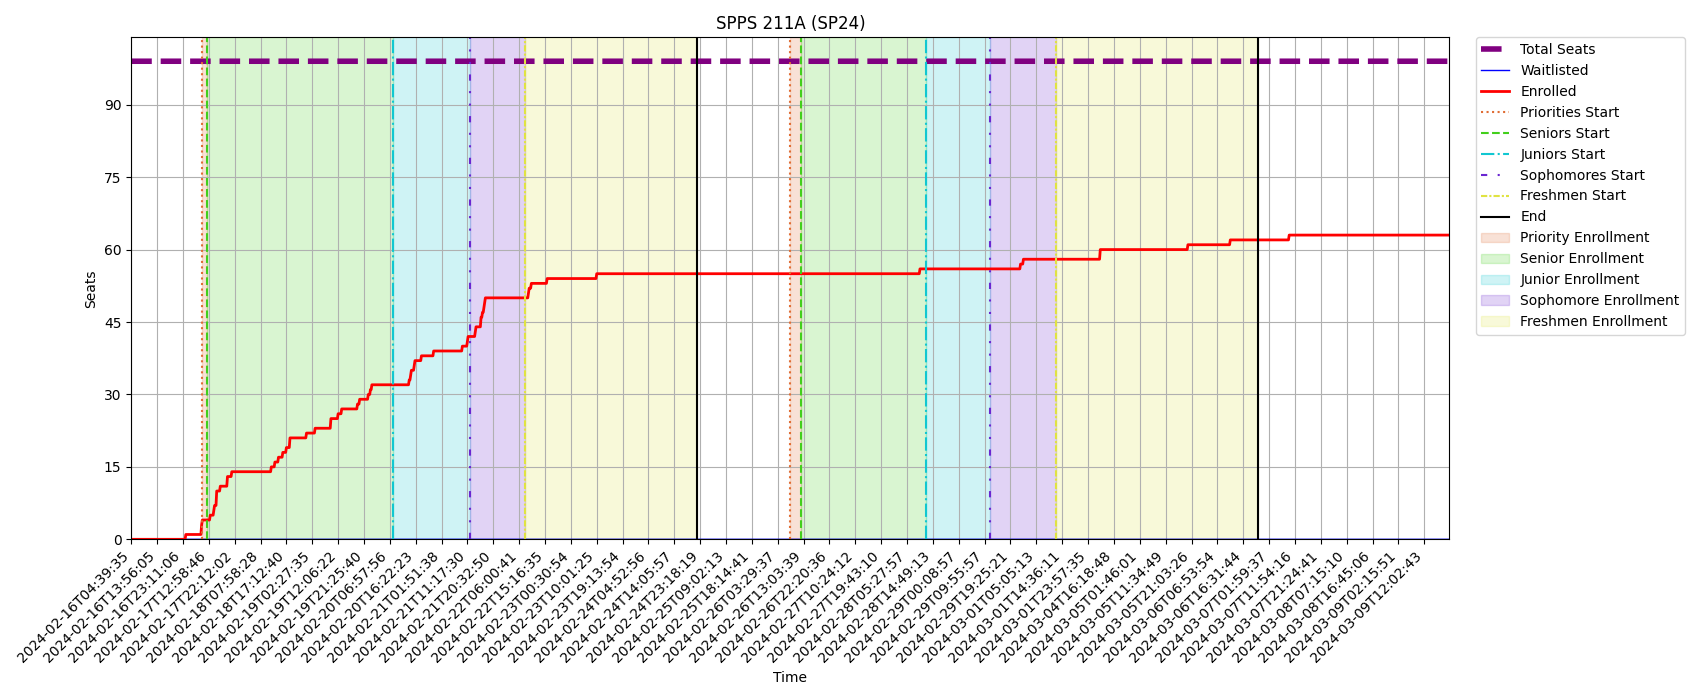 SPPS 211A (SP24)
Total Seats
Waitlisted
Enrolled
Priorities Start
Seniors Start
Juniors Start
Sophomores Start
Freshmen Start
End
Priority Enrollment
Senior Enrollment
Junior Enrollment
Sophomore Enrollment
Freshmen Enrollment
Seats
90
75
60
45
30
15
0
2024-02-16T04:39:35
2024-02-16T13:56:05
2024-02-16T23:11:06
2024-02-17T12:58:46
2024-02-17T22:12:02
2024-02-18T07:58:28
2024-02-18T17:12:40
2024-02-19T02:27:35
2024-02-19T12:06:22
2024-02-19T21:25:40
2024-02-20T06:57:56
2024-02-20T16:22:23
2024-02-21T01:51:38
2024-02-21T11:17:30
2024-02-21T20:32:50
2024-02-22T06:00:41
2024-02-22T15:16:35
2024-02-23T00:30:54
2024-02-23T10:01:25
2024-02-23T19:13:54
2024-02-24T04:52:56
2024-02-24T14:05:57
2024-02-24T23:18:19
2024-02-25T09:02:13
2024-02-25T18:14:41
2024-02-26T03:29:37
2024-02-26T13:03:39
2024-02-26T22:20:36
2024-02-27T10:24:12
2024-02-27T19:43:10
2024-02-28T05:27:57
2024-02-28T14:49:13
2024-02-29T00:08:57
2024-02-29T09:55:57
2024-02-29T19:25:21
2024-03-01T05:05:13
2024-03-01T14:36:11
2024-03-01T23:57:35
2024-03-04T16:18:48
2024-03-05T01:46:01
2024-03-05T11:34:49
2024-03-05T21:03:26
2024-03-06T06:53:54
2024-03-06T16:31:44
2024-03-07T01:59:37
2024-03-07T11:54:16
2024-03-07T21:24:41
2024-03-08T07:15:10
2024-03-08T16:45:06
2024-03-09T02:15:51
2024-03-09T12:02:43
Time